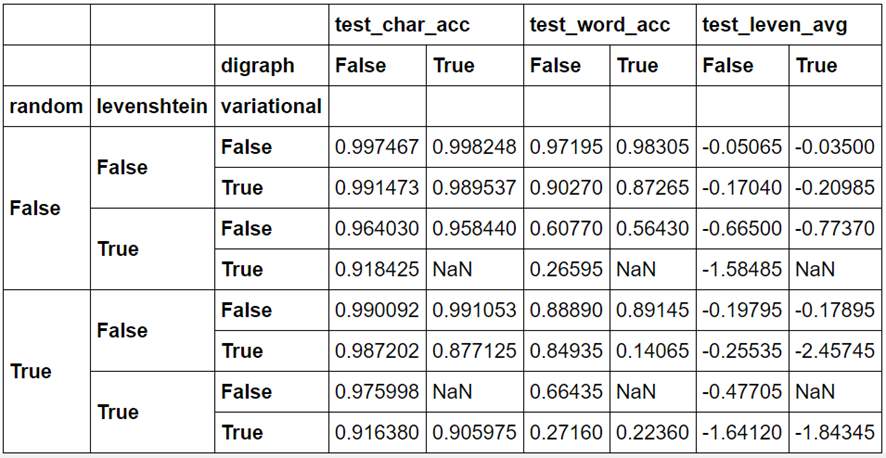 test_char_acc test_word_acc test_leven_avg
digraph False True False True False True
random levenshtein variational
False False False 0.997467 0.998248 0.97195 0.98305 -0.05065 -0.03500
True 0.991473 0.989537 0.90270 0.87265 -0.17040 -0.20985
True False 0.964030 0.958440 0.60770 0.56430 -0.66500 -0.77370
True 0.918425 NaN 0.26595 NaN -1.58485 NaN
True False False 0.990092 0.991053 0.88890 0.89145 -0.19795 -0.17895
True 0.987202 0.877125 0.84935 0.14065 -0.25535 -2.45745
True False 0.975998 NaN 0.66435 NaN -0.47705 NaN
True 0.916380 0.905975 0.27160 0.22360 -1.64120 -1.84345